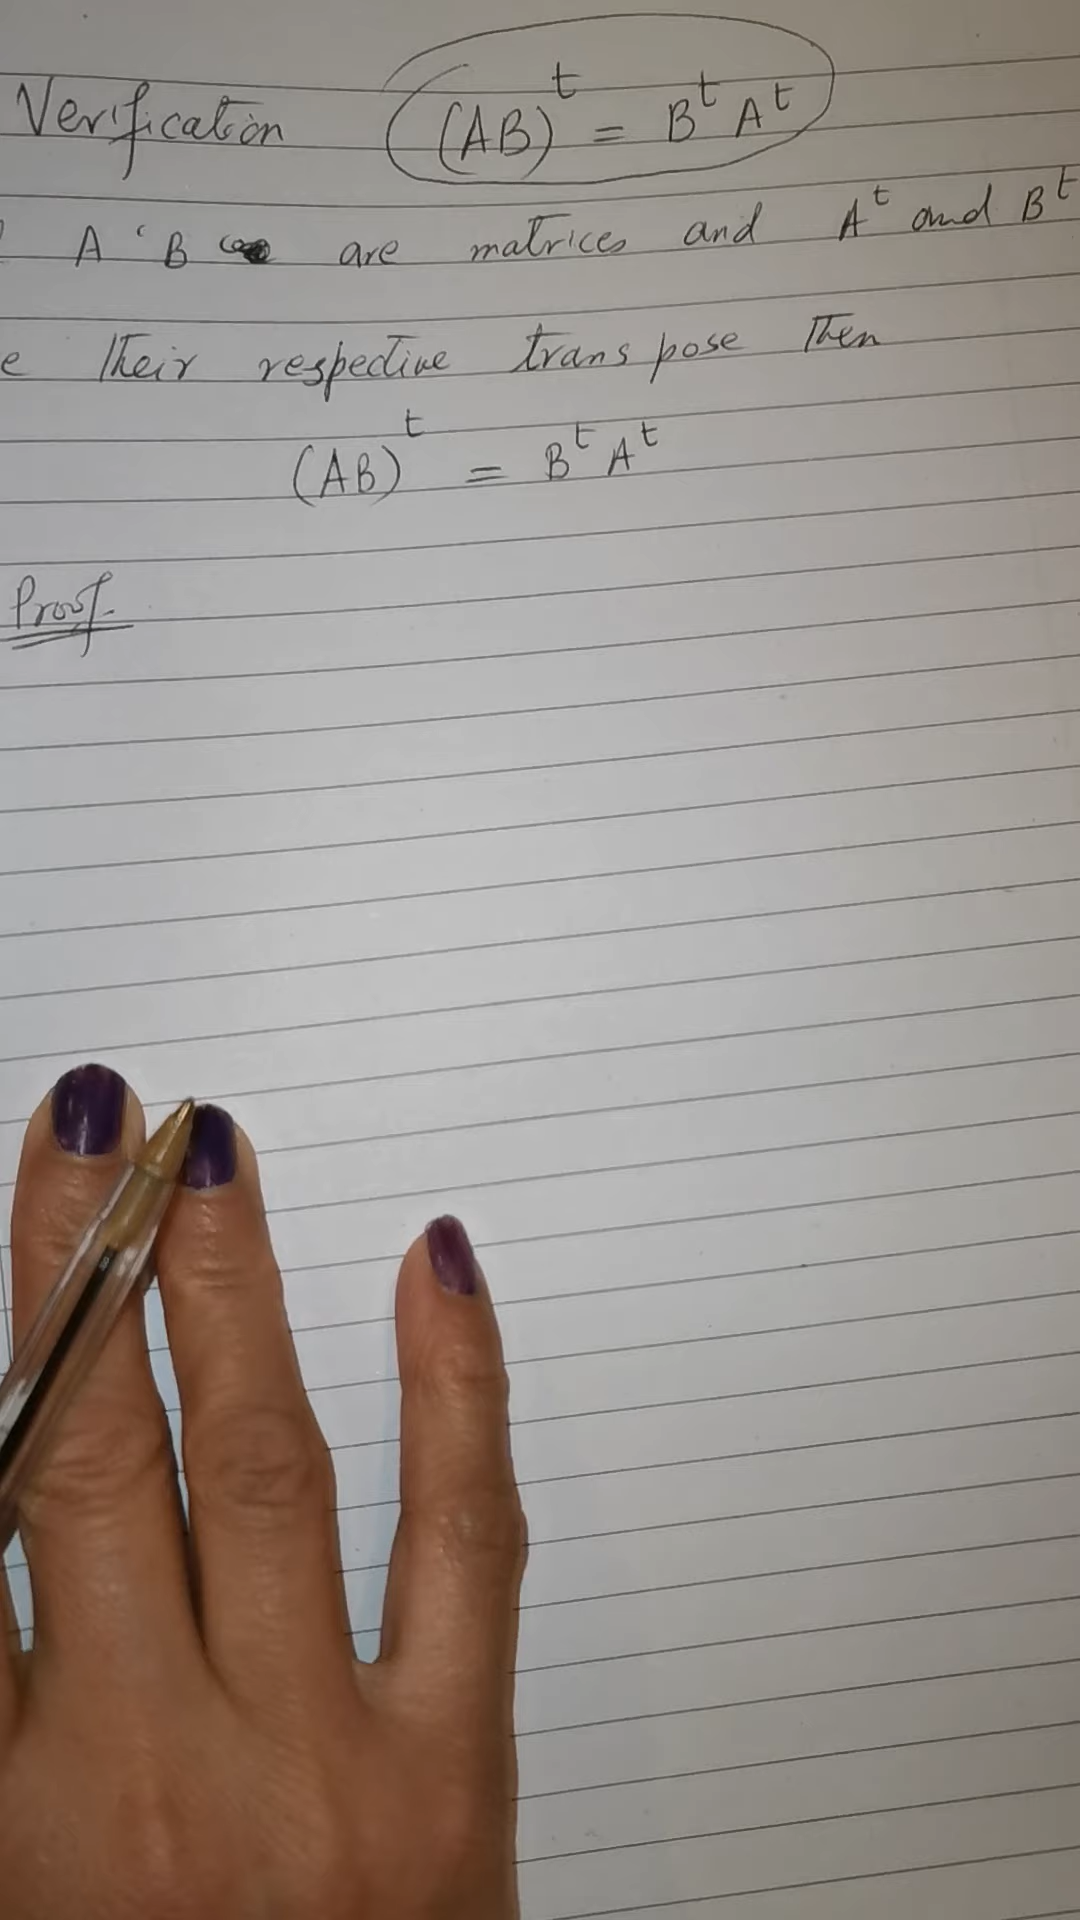 Verification (AB)^t = B^t A^t
A, B are matrices and A^t and B^t
e their respective transpose then
(AB)^t = B^t A^t
Proof.